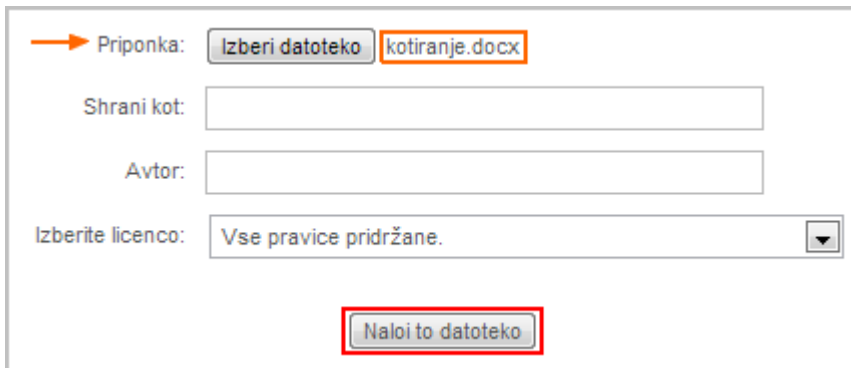 Priponka: Izberi datoteko kotiranje.docx
Shrani kot:
Avtor:
Izberite licenco: Vse pravice pridržane.
Naloi to datoteko